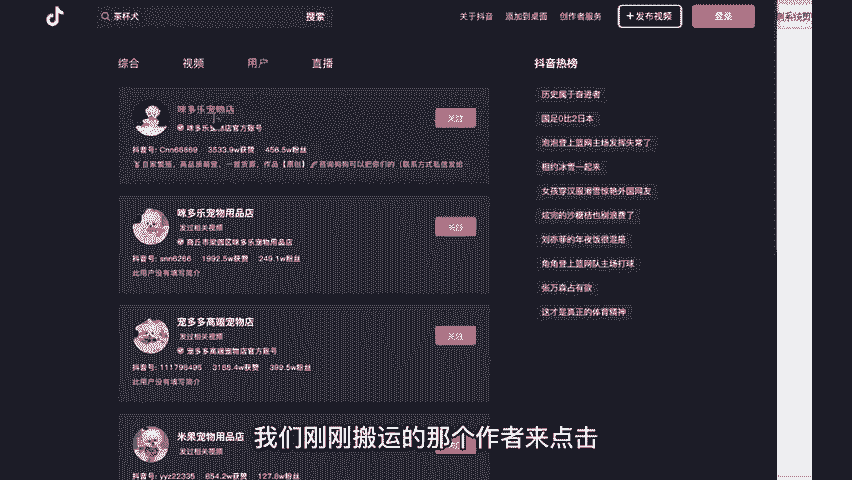 茶杯犬
搜索
关于抖音 添加到桌面 创作者服务
+发布视频
登录
综合 视频 用户 直播
咪多乐宠物店
关注
咪多乐宠物店官方账号
抖音号: Cnn66669 3533.9w获赞 456.5w粉丝
咪多乐宠物用品店
发过相关视频
关注
商丘市梁园区咪多乐宠物用品店
抖音号: snn6266 1992.5w获赞 249.1w粉丝
此用户没有填写简介
宠多多高端宠物店
发过相关视频
关注
宠多多高端宠物店官方账号
抖音号: 111796496 3168.4w获赞 399.5w粉丝
此用户没有填写简介
米果宠物用品店
发过相关视频
抖音号: yyz22335 654.2w获赞 127.8w粉丝
抖音热榜
历史属于奋进者
国足0比2日本
泡泡登上篮网主场发挥失常了
相约冰雪一起来
女孩穿汉服滑雪惊艳外国网友
炫完的沙糖桔也别浪费了
刘亦菲的年夜饭很混搭
角角登上篮网队主场打球
张万森占有欲
这才是真正的体育精神
我们刚刚搬运的那个作者来点击